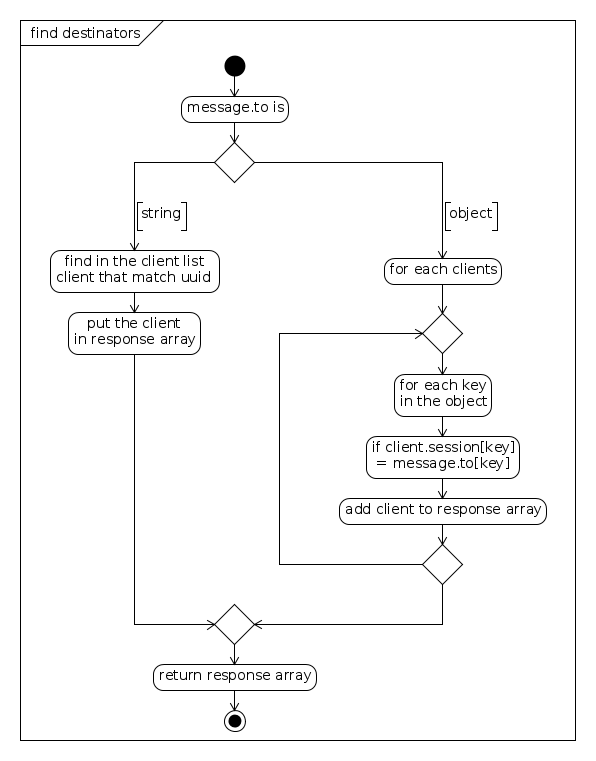 find destinators
message.to is
[string]
[object]
find in the client list
client that match uuid
for each clients
put the client
in response array
for each key
in the object
if client.session[key]
= message.to[key]
add client to response array
return response array